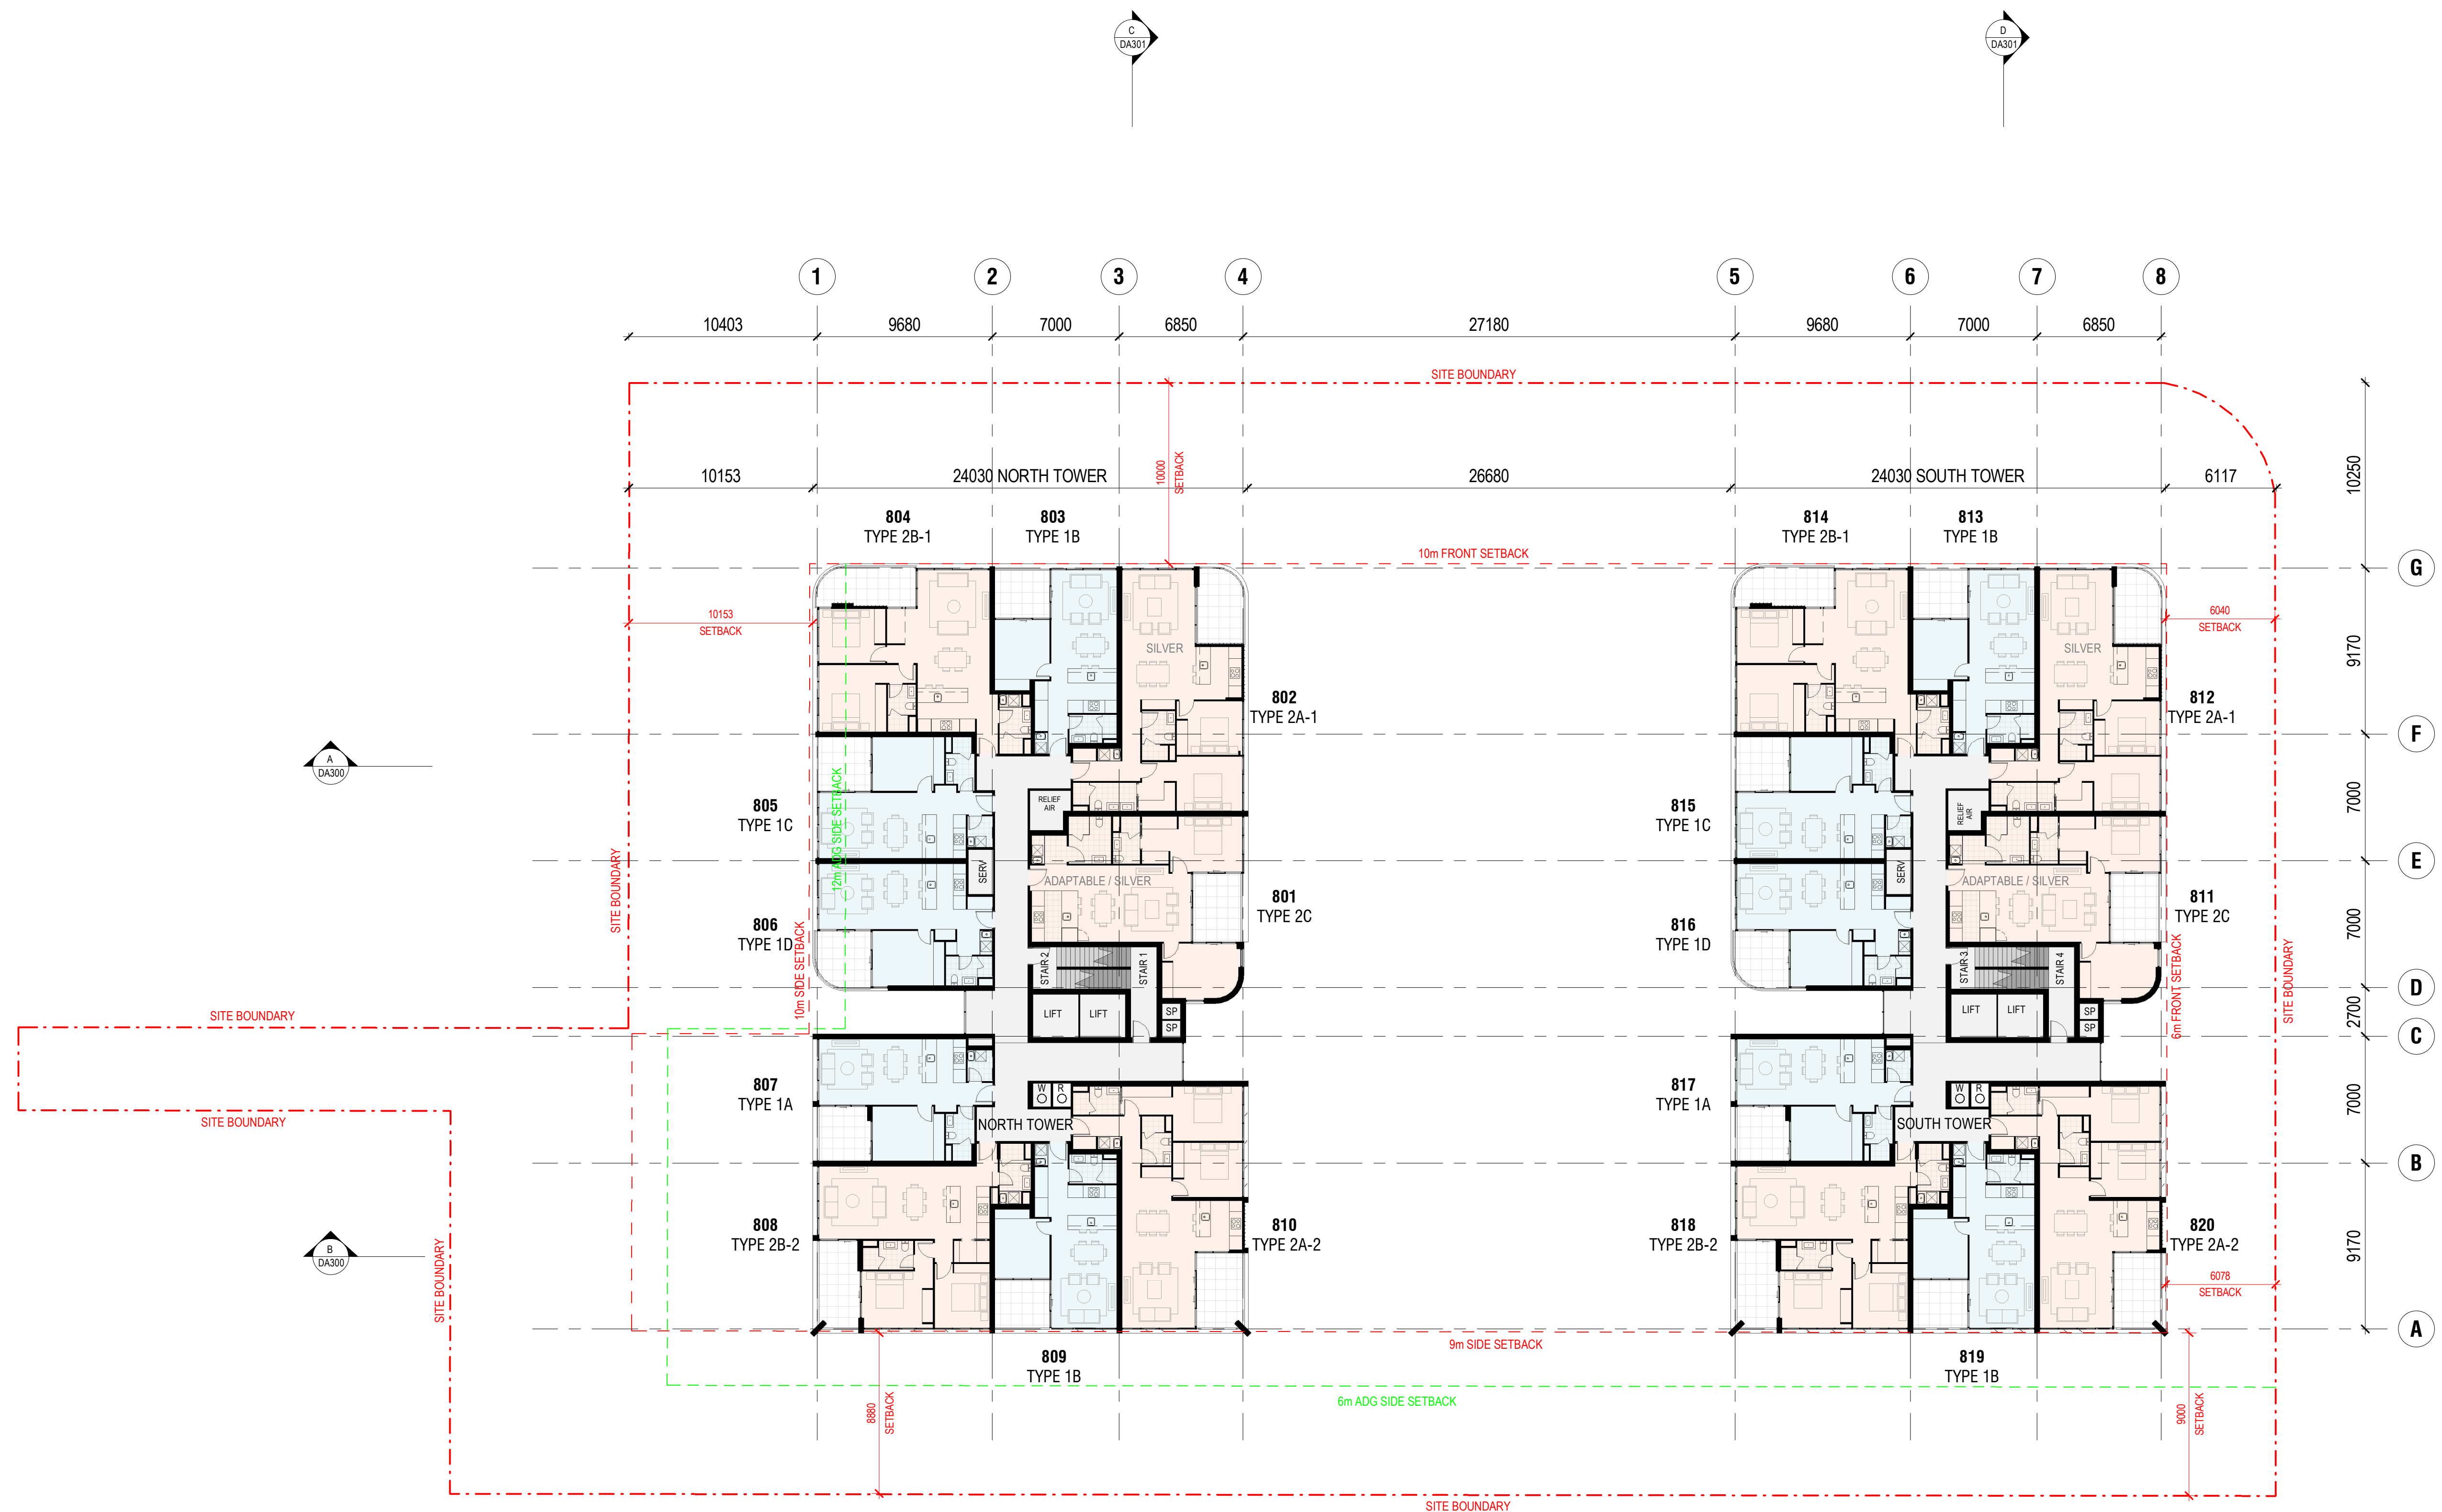 C
DA301
D
DA301
1
2
3
4
5
6
7
8
10403
9680
7000
6850
27180
9680
7000
6850
SITE BOUNDARY
10153
24030 NORTH TOWER
10000
SETBACK
26680
24030 SOUTH TOWER
6117
10250
804
TYPE 2B-1
803
TYPE 1B
814
TYPE 2B-1
813
TYPE 1B
10m FRONT SETBACK
G
10153
SETBACK
6040
SETBACK
SILVER
SILVER
9170
802
TYPE 2A-1
812
TYPE 2A-1
F
A
DA300
805
TYPE 1C
12m ADG SIDE SETBACK
RELIEF
AIR
815
TYPE 1C
RELIEF
AIR
7000
E
SITE BOUNDARY
SERV
ADAPTABLE / SILVER
SERV
ADAPTABLE / SILVER
801
TYPE 2C
811
TYPE 2C
806
TYPE 1D
816
TYPE 1D
7000
10m SIDE SETBACK
STAIR 2
STAIR 1
STAIR 3
STAIR 4
6m FRONT SETBACK
SITE BOUNDARY
D
SITE BOUNDARY
LIFT
LIFT
SP
SP
LIFT
LIFT
SP
SP
2700
C
807
TYPE 1A
W
R
817
TYPE 1A
W
R
7000
SITE BOUNDARY
NORTH TOWER
SOUTH TOWER
B
808
TYPE 2B-2
810
TYPE 2A-2
818
TYPE 2B-2
820
TYPE 2A-2
9170
B
DA300
SITE BOUNDARY
6078
SETBACK
A
9m SIDE SETBACK
809
TYPE 1B
819
TYPE 1B
6m ADG SIDE SETBACK
8880
SETBACK
9000
SETBACK
SITE BOUNDARY